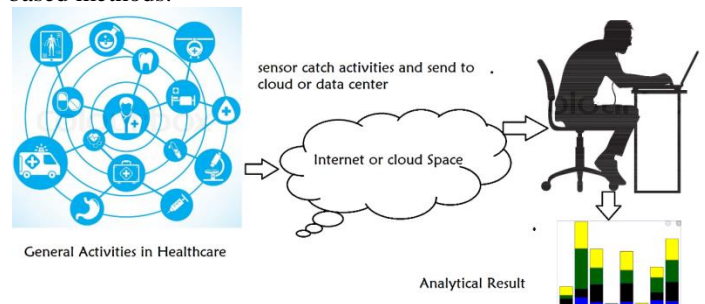 based methods.
sensor catch activities and send to
cloud or data center
Internet or cloud Space
General Activities in Healthcare
Analytical Result